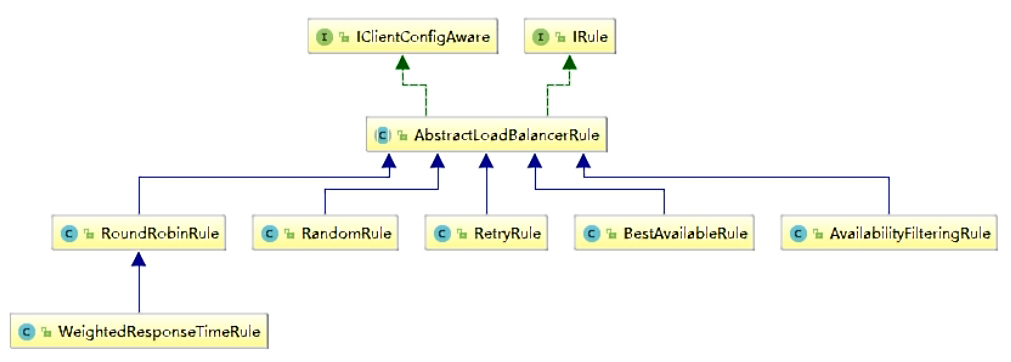 IClientConfigAware
IRule
AbstractLoadBalancerRule
RoundRobinRule
RandomRule
RetryRule
BestAvailableRule
AvailabilityFilteringRule
WeightedResponseTimeRule